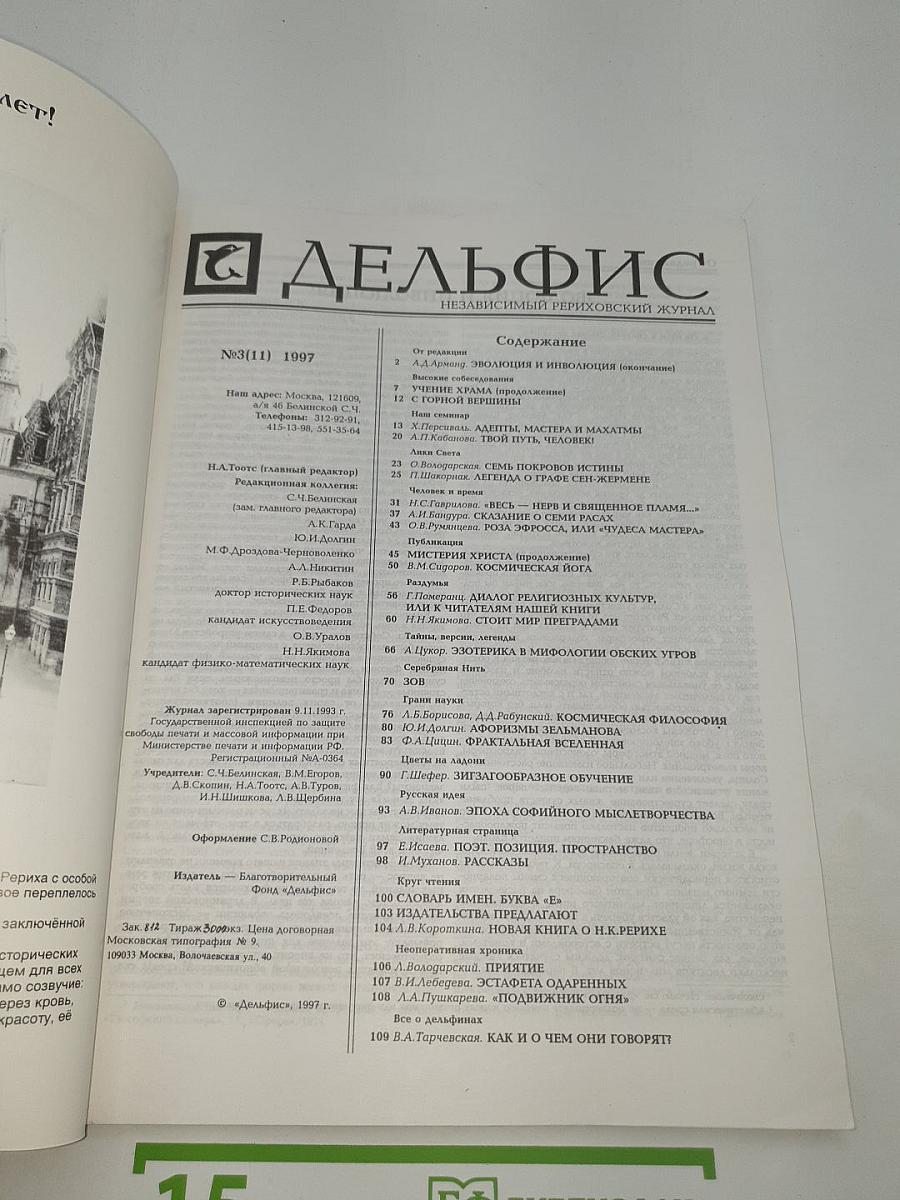 лет!
Рериха с особой
вое переплелось
заключённой
сторических
щем для всех
мо созвучие:
ерез кровь,
красоту, её
ДЕЛЬФИС
НЕЗАВИСИМЫЙ РЕРИХОВСКИЙ ЖУРНАЛ
№3(11) 1997
Наш адрес: Москва, 121609,
а/я 46 Белинской С.Ч.
Телефоны: 312-92-91,
415-13-98, 551-35-64
Н.А.Тоотс (главный редактор)
Редакционная коллегия:
С.Ч.Белинская
(зам. главного редактора)
А.К.Гарда
Ю.И.Долгин
М.Ф.Дроздова-Черноволенко
А.Л.Никитин
Р.Б.Рыбаков
доктор исторических наук
П.Е.Федоров
кандидат искусствоведения
О.В.Уралов
Н.Н.Якимова
кандидат физико-математических наук
Журнал зарегистрирован 9.11.1993 г.
Государственной инспекцией по защите
свободы печати и массовой информации при
Министерстве печати и информации РФ.
Регистрационный №А-0364
Учредители: С.Ч.Белинская, В.М.Егоров,
Д.В.Скопин, Н.А.Тоотс, А.В.Туров,
И.Н.Шишкова, Л.В.Щербина
Оформление С.В.Родионовой
Издатель — Благотворительный
Фонд «Дельфис»
Зак. 812 Тираж 3000 экз. Цена договорная
Московская типография № 9.
109033 Москва, Волочаевская ул., 40
© «Дельфис», 1997 г.
Содержание
От редакции
2 А.Д.Арманд. ЭВОЛЮЦИЯ И ИНВОЛЮЦИЯ (окончание)
Высокие собеседования
7 УЧЕНИЕ ХРАМА (продолжение)
12 С ГОРНОЙ ВЕРШИНЫ
Наш семинар
13 Х.Персиваль. АДЕПТЫ, МАСТЕРА И МАХАТМЫ
20 А.П.Кабанова. ТВОЙ ПУТЬ, ЧЕЛОВЕК!
Лики Света
23 О.Володарская. СЕМЬ ПОКРОВОВ ИСТИНЫ
25 П.Шакорнак. ЛЕГЕНДА О ГРАФЕ СЕН-ЖЕРМЕНЕ
Человек и время
31 Н.С.Гаврилова. «ВЕСЬ — НЕРВ И СВЯЩЕННОЕ ПЛАМЯ...»
37 А.И.Бандура. СКАЗАНИЕ О СЕМИ РАСАХ
43 О.В.Румянцева. РОЗА ЭФРОССА, ИЛИ «ЧУДЕСА МАСТЕРА»
Публикация
45 МИСТЕРИЯ ХРИСТА (продолжение)
50 В.М.Сидоров. КОСМИЧЕСКАЯ ЙОГА
Раздумья
56 Г.Померанц. ДИАЛОГ РЕЛИГИОЗНЫХ КУЛЬТУР,
ИЛИ К ЧИТАТЕЛЯМ НАШЕЙ КНИГИ
60 Н.Н.Якимова. СТОИТ МИР ПРЕГРАДАМИ
Тайны, версии, легенды
66 А.Цукор. ЭЗОТЕРИКА В МИФОЛОГИИ ОБСКИХ УГРОВ
Серебряная Нить
70 ЗОВ
Грани науки
76 Л.Б.Борисова, Д.Д.Рабунский. КОСМИЧЕСКАЯ ФИЛОСОФИЯ
80 Ю.И.Долгин. АФОРИЗМЫ ЗЕЛЬМАНОВА
83 Ф.А.Цицин. ФРАКТАЛЬНАЯ ВСЕЛЕННАЯ
Цветы на ладони
90 Г.Шефер. ЗИГЗАГООБРАЗНОЕ ОБУЧЕНИЕ
Русская идея
93 А.В.Иванов. ЭПОХА СОФИЙНОГО МЫСЛЕТВОРЧЕСТВА
Литературная страница
97 Е.Исаева. ПОЭТ. ПОЗИЦИЯ. ПРОСТРАНСТВО
98 И.Муханов. РАССКАЗЫ
Круг чтения
100 СЛОВАРЬ ИМЕН. БУКВА «Е»
103 ИЗДАТЕЛЬСТВА ПРЕДЛАГАЮТ
104 Л.В.Короткина. НОВАЯ КНИГА О Н.К.РЕРИХЕ
Неоперативная хроника
106 Л.Володарский. ПРИЯТИЕ
107 В.И.Лебедева. ЭСТАФЕТА ОДАРЕННЫХ
108 Л.А.Пушкарева. «ПОДВИЖНИК ОГНЯ»
Все о дельфинах
109 В.А.Тарчевская. КАК И О ЧЕМ ОНИ ГОВОРЯТ?
15